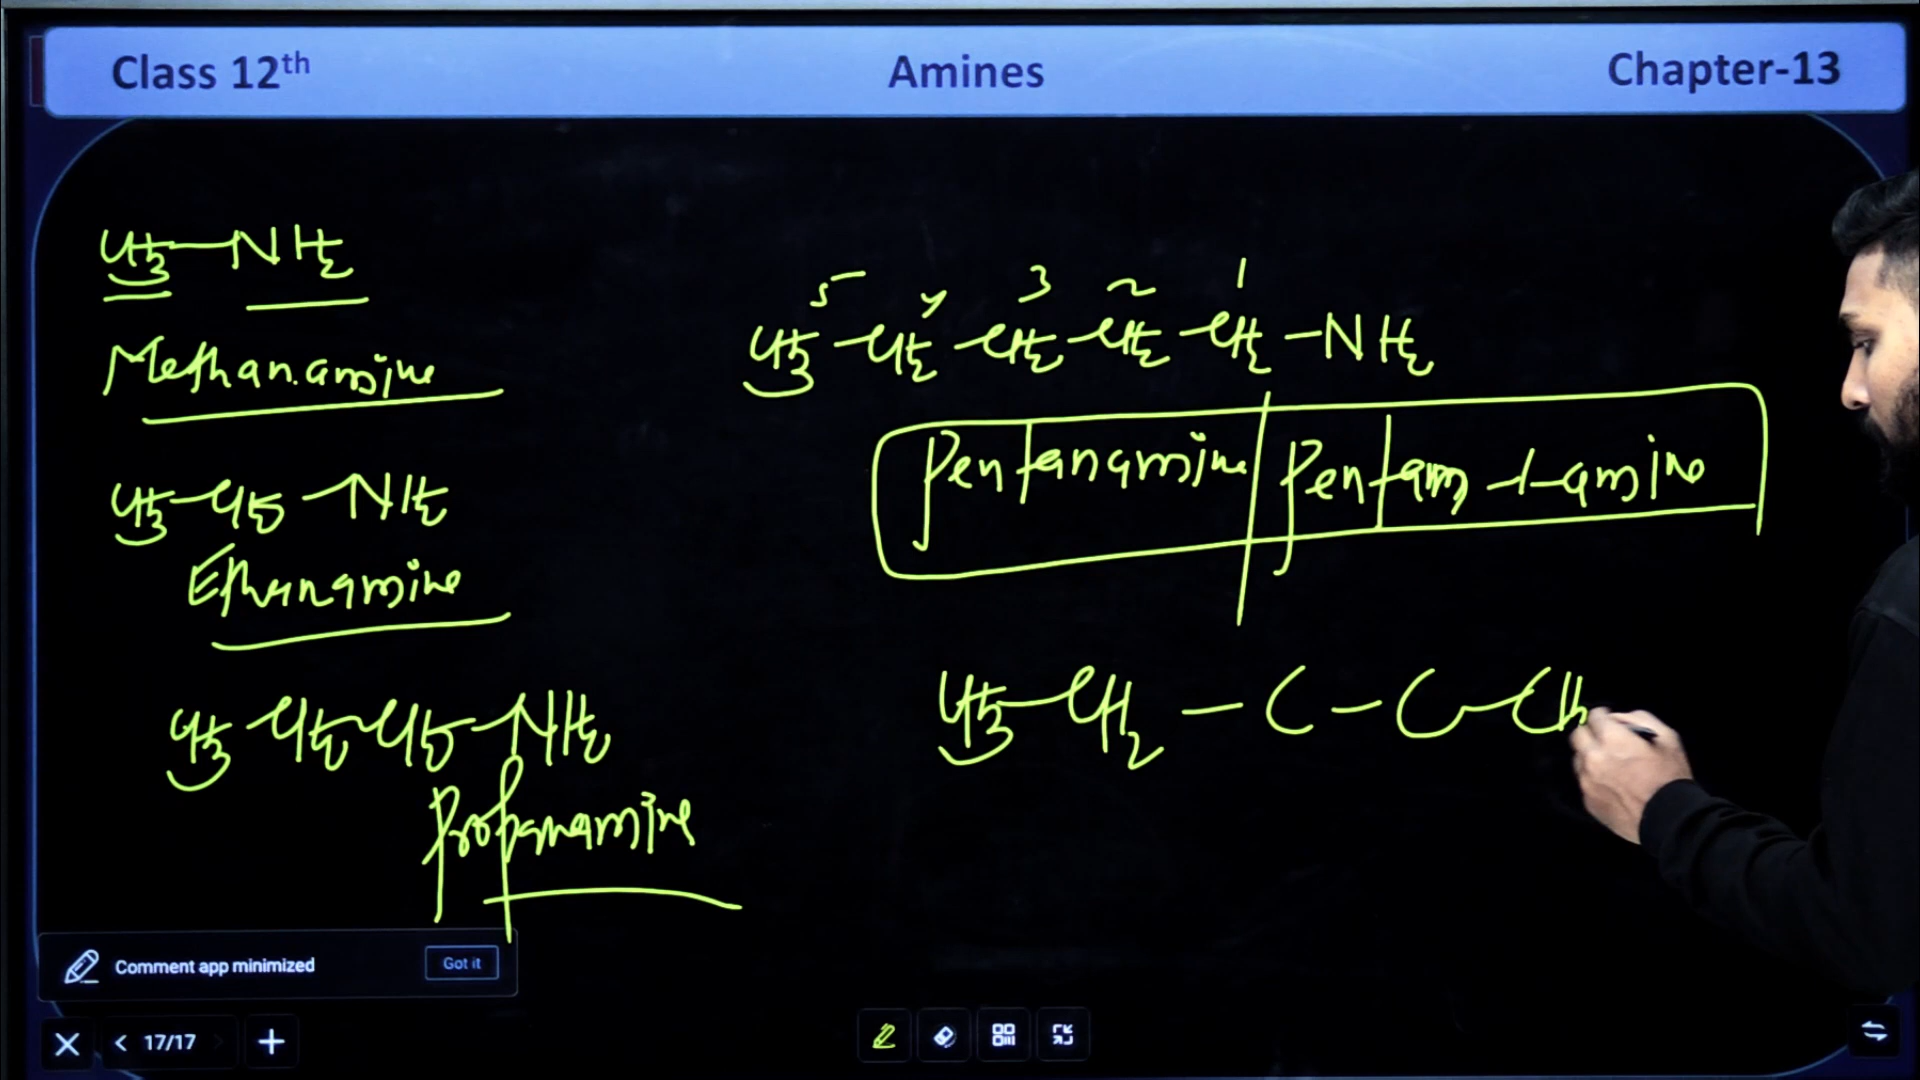 Class 12th Amines Chapter-13
CH3-NH2
Methanamine
CH3-CH2-NH2
Ethanamine
CH3-CH2-CH2-NH2
Propanamine
5 4 3 2 1
CH3-CH2-CH2-CH2-CH2-NH2
Pentanamine | Pentan-1-amine
CH3-CH2-C-C-CH
Comment app minimized Got it
17/17